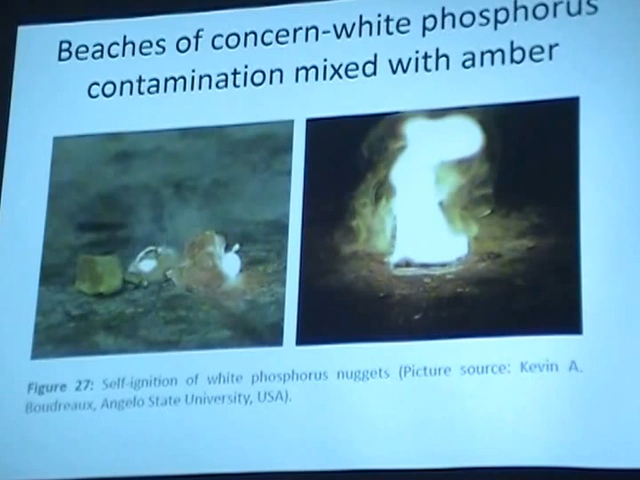 Beaches of concern-white phosphorus
contamination mixed with amber
Figure 27: Self-ignition of white phosphorus nuggets (Picture source: Kevin A.
Boudreaux, Angelo State University, USA).